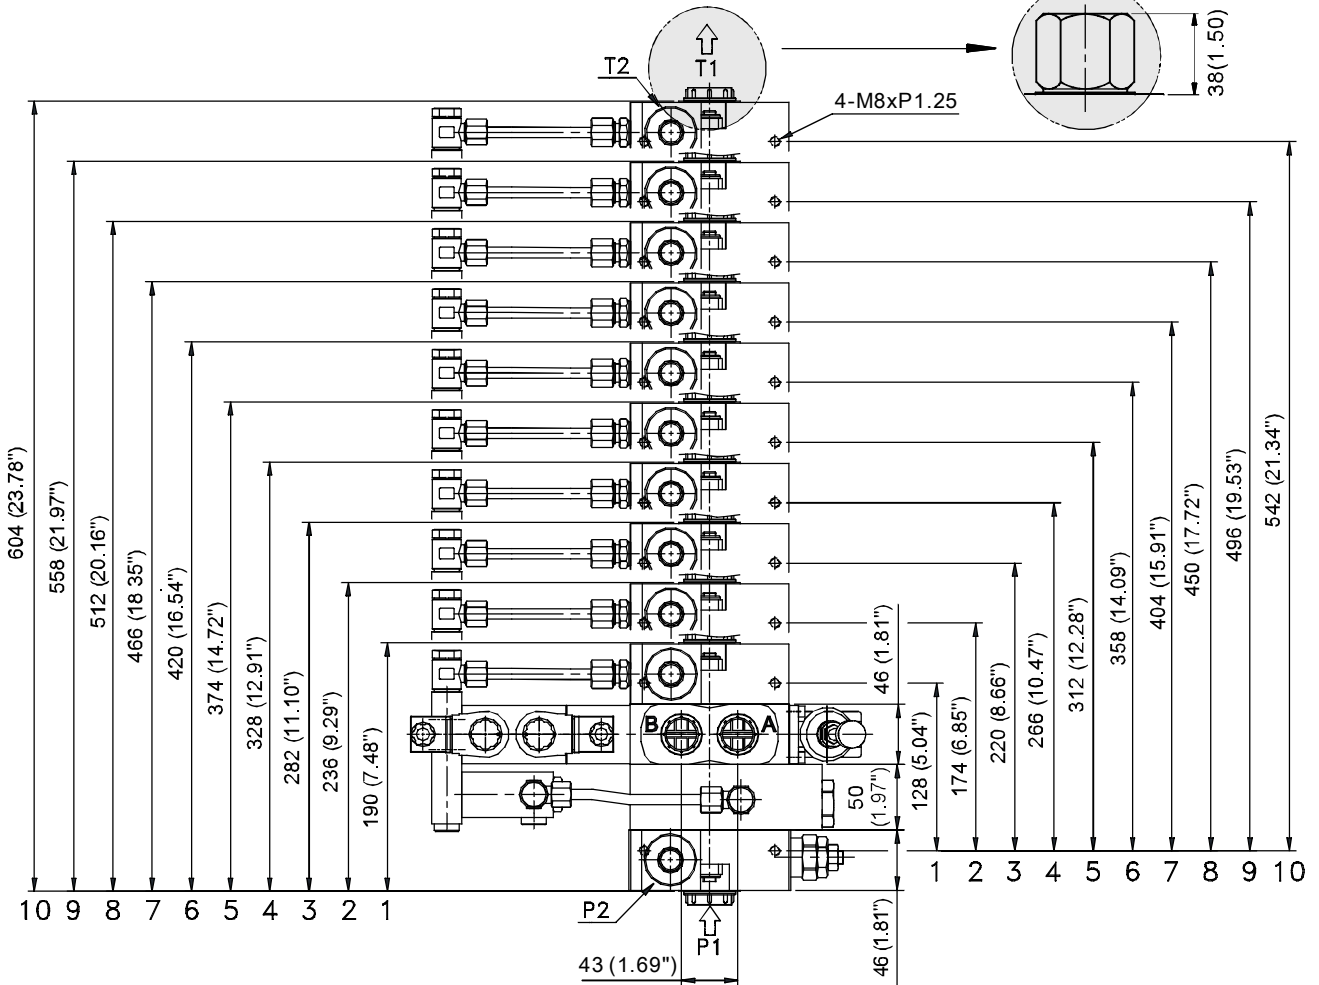 T1
T2
4-M8xP1.25
38(1.50)
604 (23.78")
558 (21.97")
512 (20.16")
466 (18 35")
420 (16.54")
374 (14.72")
328 (12.91")
282 (11.10")
236 (9.29")
190 (7.48")
B A
46 (1.81")
50 (1.97")
46 (1.81")
128 (5.04")
174 (6.85")
220 (8.66")
266 (10.47")
312 (12.28")
358 (14.09")
404 (15.91")
450 (17.72")
496 (19.53")
542 (21.34")
10 9 8 7 6 5 4 3 2 1
1 2 3 4 5 6 7 8 9 10
P2
P1
43 (1.69")